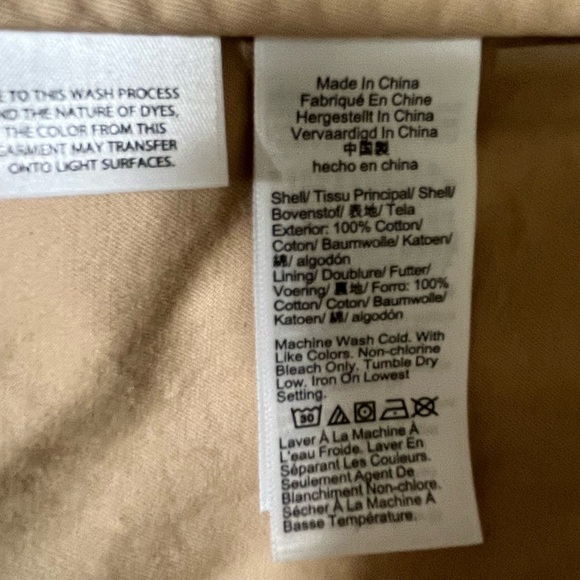 TO THIS WASH PROCESS
THE NATURE OF DYES,
THE COLOR FROM THIS
GARMENT MAY TRANSFER
ONTO LIGHT SURFACES.
Made In China
Fabriqué En Chine
Hergestellt In China
Vervaardigd In China
中国製
hecho en china
Shell/ Tissu Principal/ Shell/
Bovenstof/ 表地/ Tela
Exterior: 100% Cotton/
Coton/ Baumwolle/ Katoen/
綿/ algodón
Lining/ Doublure/ Futter/
Voering/ 裏地/ Forro: 100%
Cotton/ Coton/ Baumwolle/
Katoen/ 綿/ algodón
Machine Wash Cold. With
Like Colors. Non-chlorine
Bleach Only. Tumble Dry
Low. Iron On Lowest
Setting.
30
Laver À La Machine À
L'eau Froide. Laver En
Séparant Les Couleurs.
Seulement Agent De
Blanchiment Non-chlore.
Sécher À La Machine À
Basse Température.